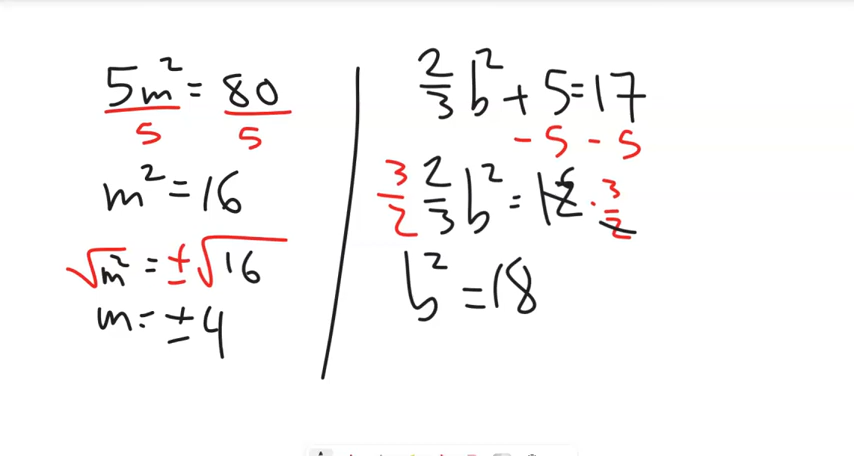 5m² = 80
5 5
m² = 16
√m² = ±√16
m = ±4
2/3 b² + 5 = 17
- 5 - 5
3/2 2/3 b² = 12 6 · 3/2
b² = 18